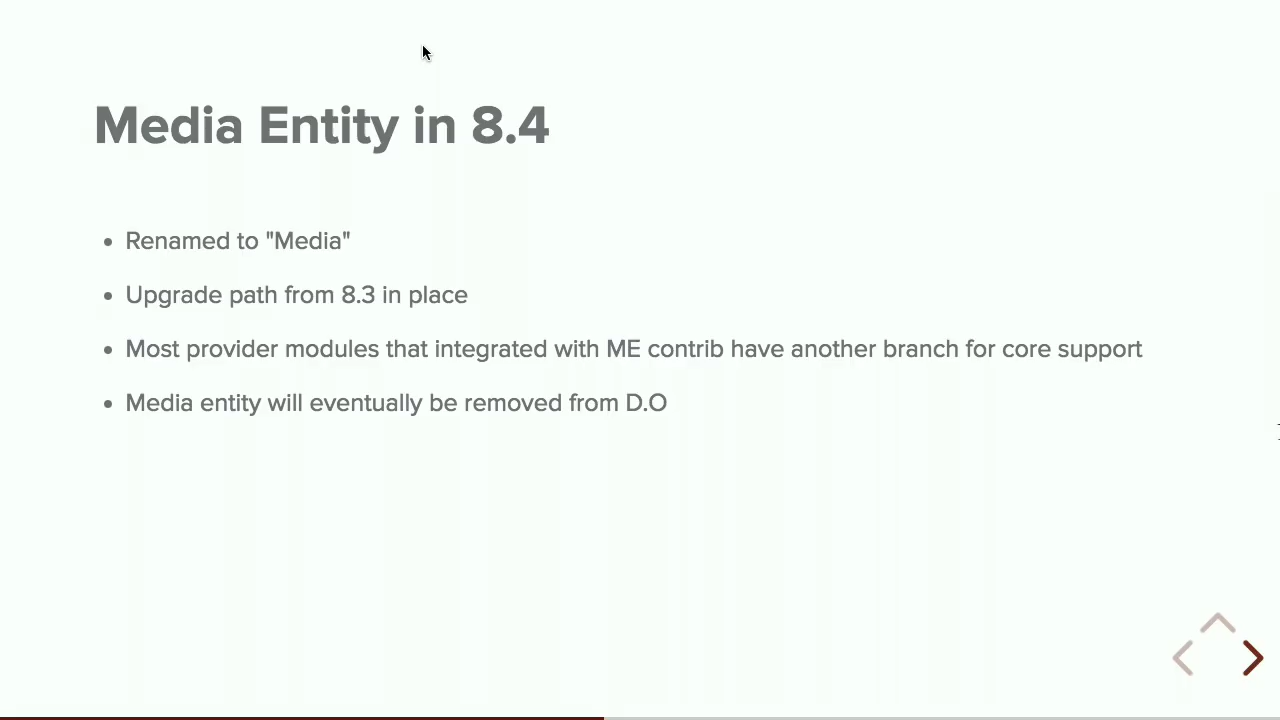 Media Entity in 8.4
Renamed to "Media"
Upgrade path from 8.3 in place
Most provider modules that integrated with ME contrib have another branch for core support
Media entity will eventually be removed from D.O